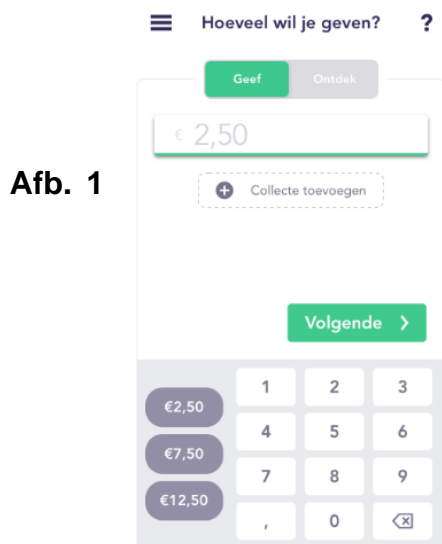 Hoeveel wil je geven? ?
Geef Ontdek
€ 2,50
Afb. 1
Collecte toevoegen
Volgende
1 2 3
€2,50
4 5 6
€7,50
7 8 9
€12,50
, 0